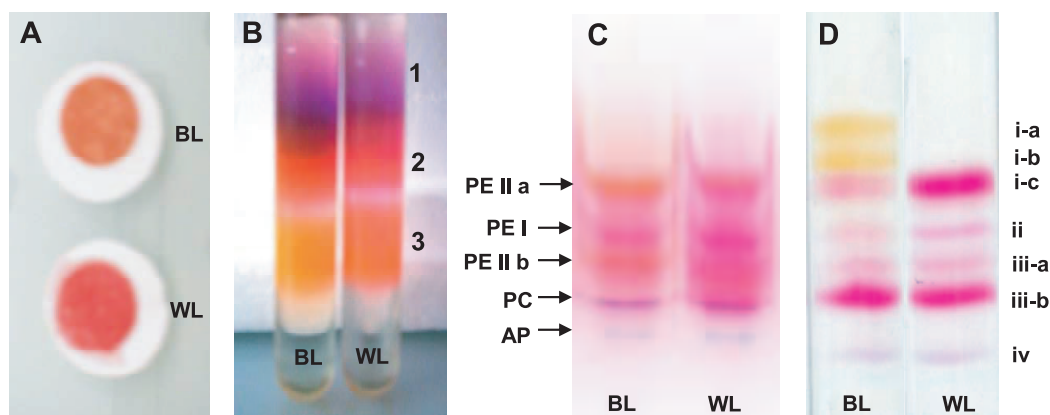 A
BL
WL
B
1
2
3
BL WL
C
PE II a
PE I
PE II b
PC
AP
BL WL
D
i-a
i-b
i-c
ii
iii-a
iii-b
iv
BL WL